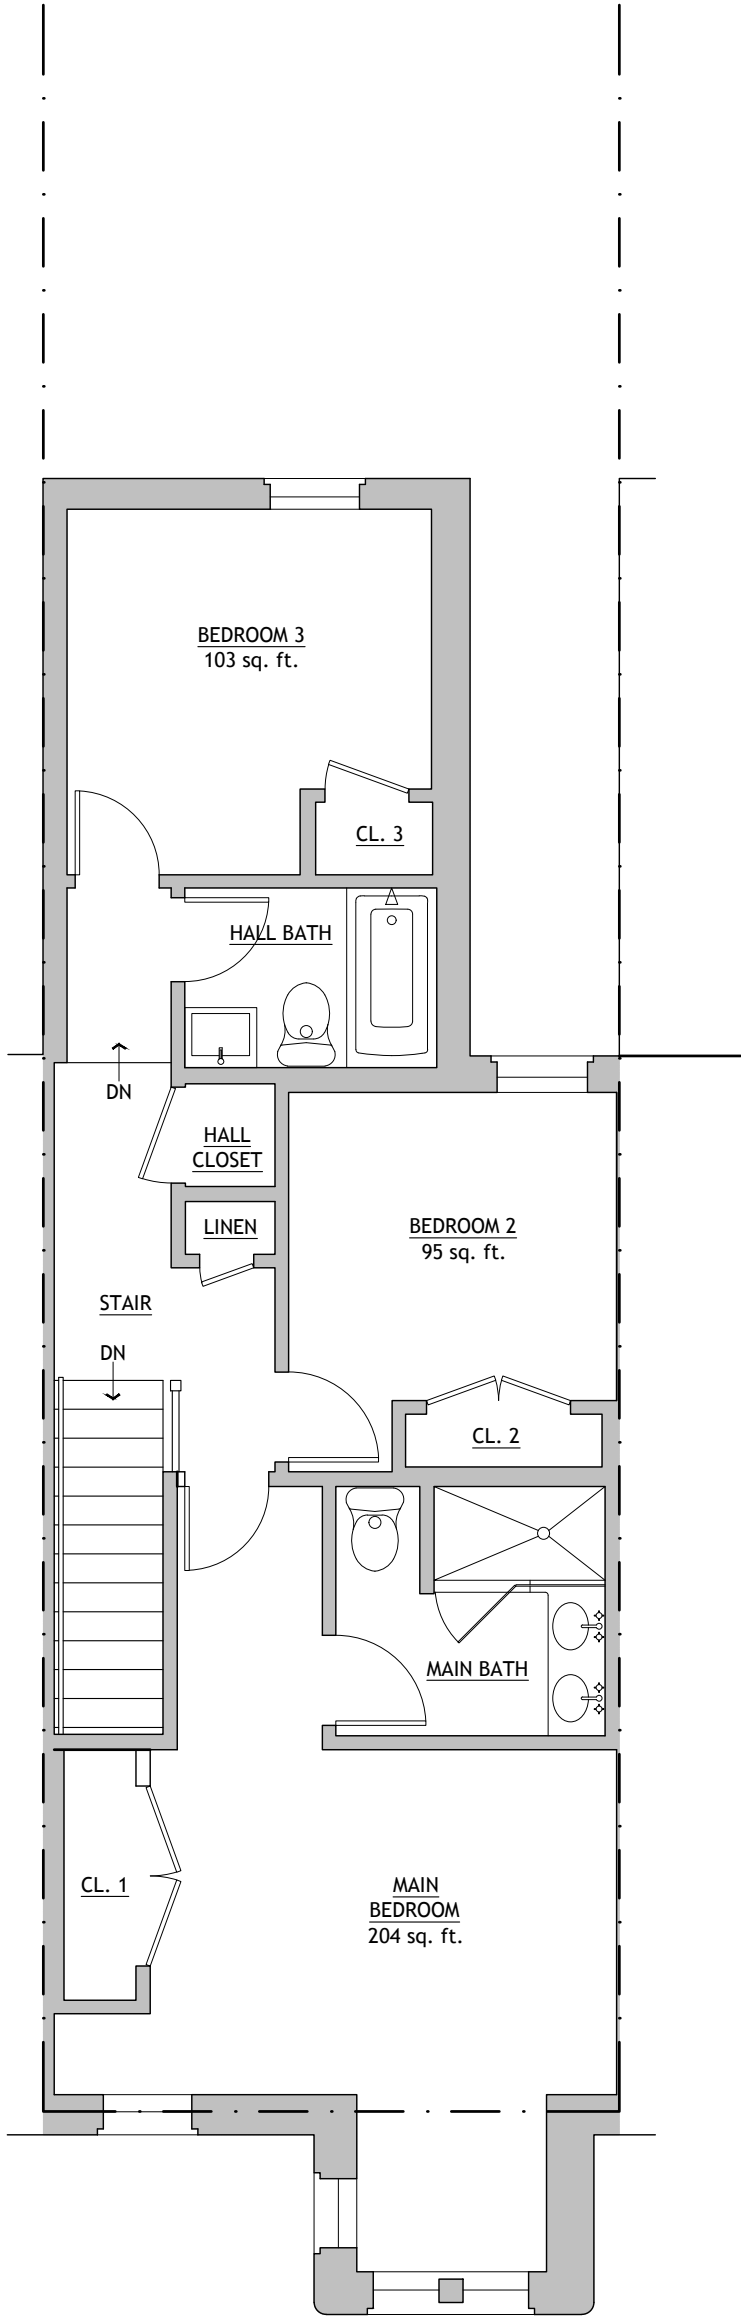 BEDROOM 3
103 sq. ft.
CL. 3
HALL BATH
DN
HALL
CLOSET
LINEN
BEDROOM 2
95 sq. ft.
STAIR
DN
CL. 2
MAIN BATH
CL. 1
MAIN
BEDROOM
204 sq. ft.